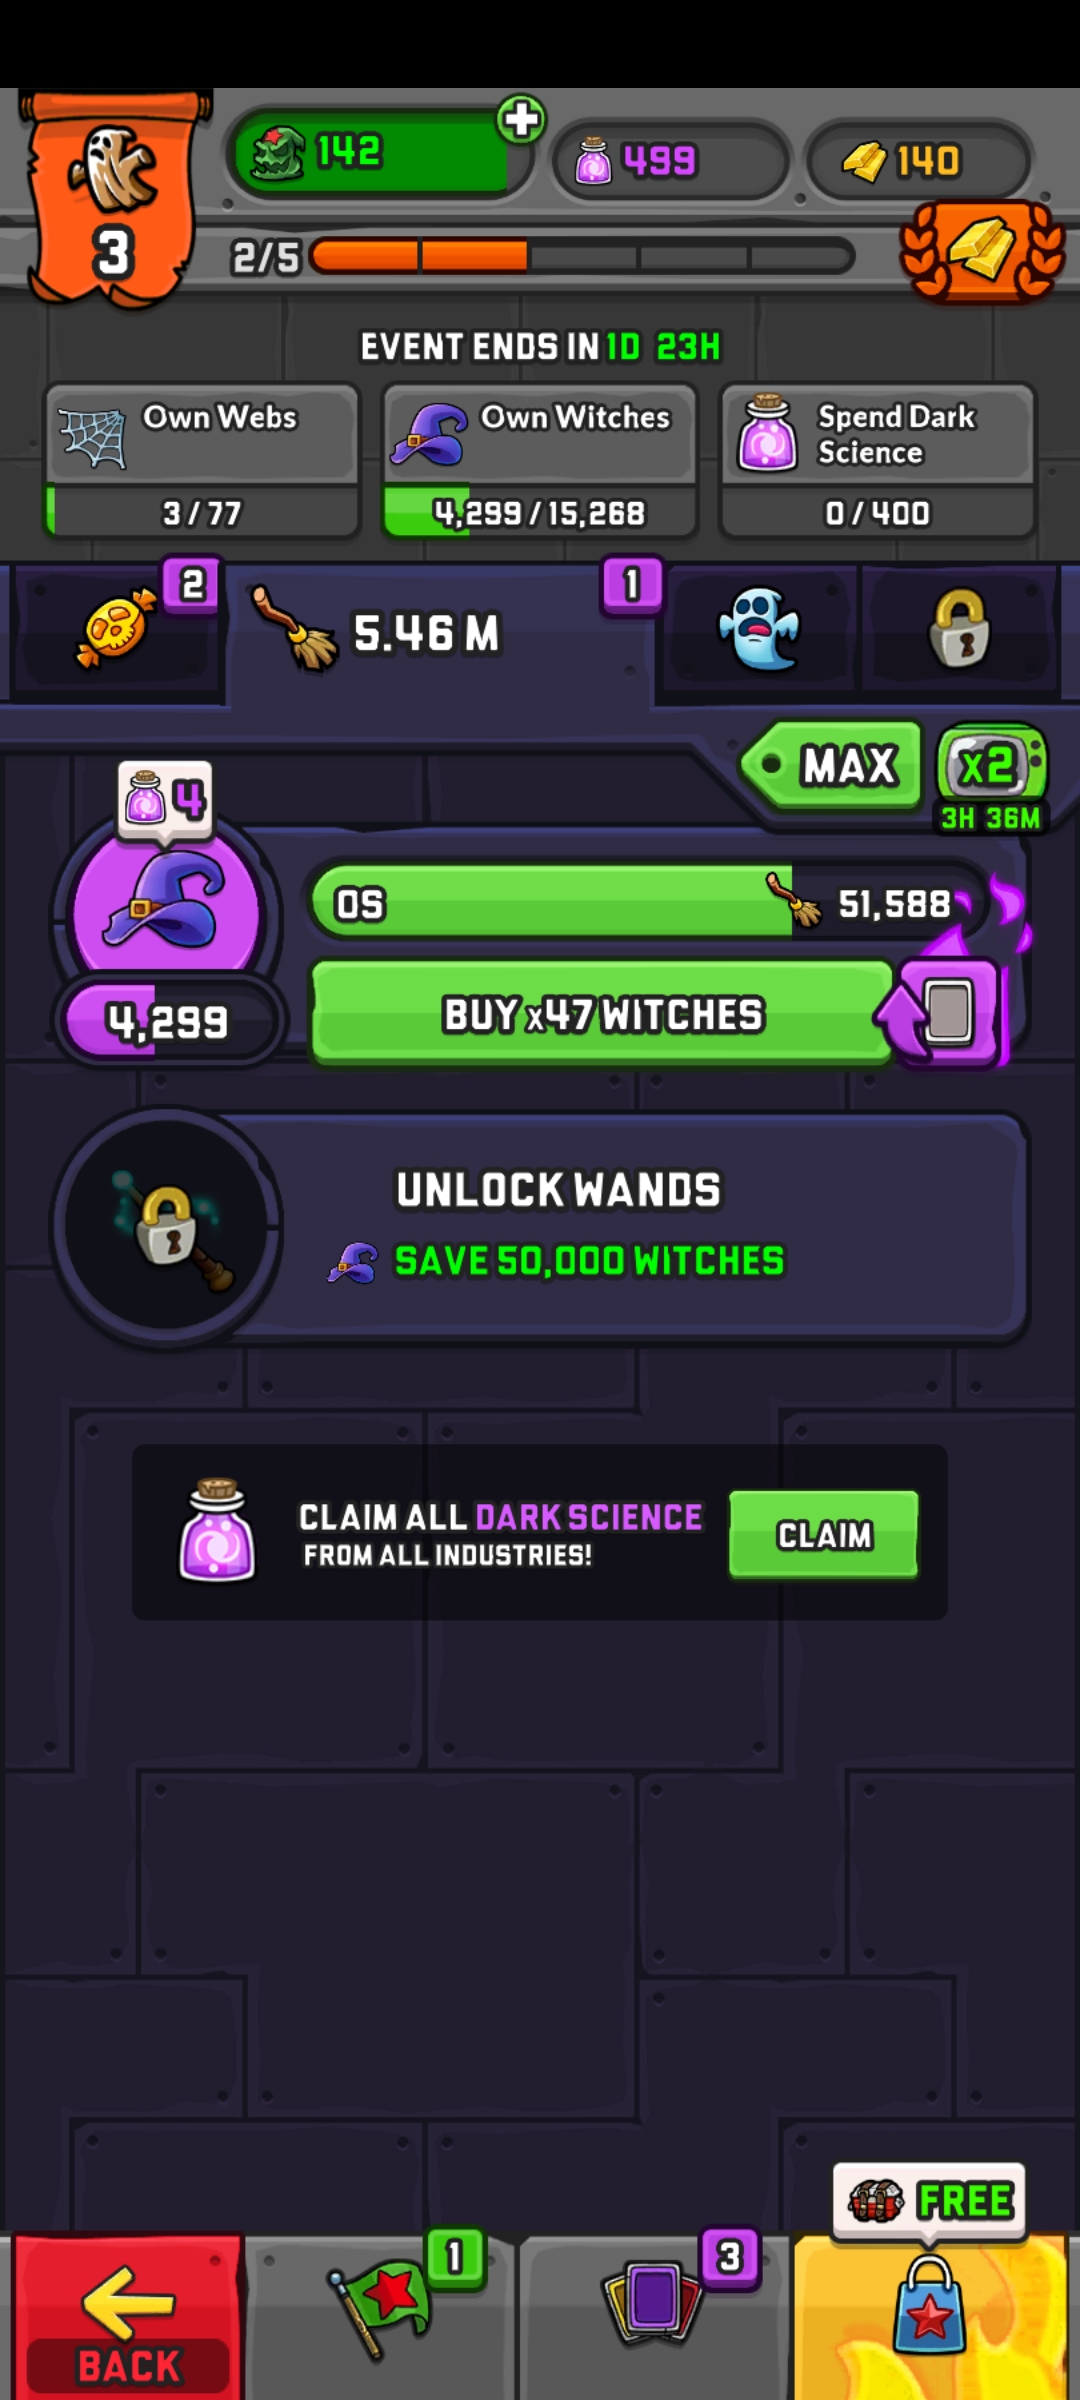 142
499
140
3
2/5
EVENT ENDS IN 1D 23H
Own Webs
3/77
Own Witches
4,299/15,268
Spend Dark
Science
0/400
2
5.46 M
1
MAX
x2
3H 36M
4
0S
51,588
4,299
BUY x47 WITCHES
UNLOCK WANDS
SAVE 50,000 WITCHES
CLAIM ALL DARK SCIENCE
FROM ALL INDUSTRIES!
CLAIM
FREE
1
3
BACK